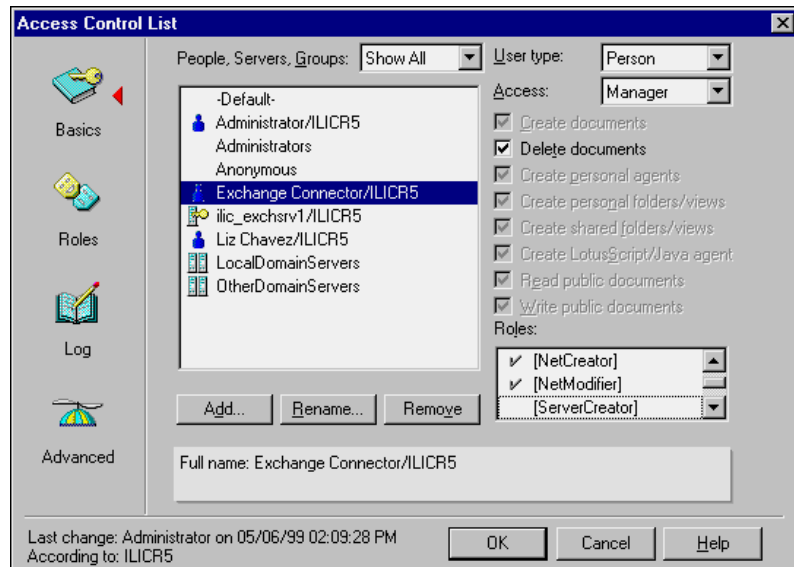 Access Control List
People, Servers, Groups: Show All
User type: Person
Access: Manager
Basics
Roles
Log
Advanced
-Default-
Administrator/ILICR5
Administrators
Anonymous
Exchange Connector/ILICR5
ilic_exchsrv1/ILICR5
Liz Chavez/ILICR5
LocalDomainServers
OtherDomainServers
Create documents
Delete documents
Create personal agents
Create personal folders/views
Create shared folders/views
Create LotusScript/Java agent
Read public documents
Write public documents
Roles:
[NetCreator]
[NetModifier]
[ServerCreator]
Add... Rename... Remove
Full name: Exchange Connector/ILICR5
Last change: Administrator on 05/06/99 02:09:28 PM
According to: ILICR5
OK Cancel Help